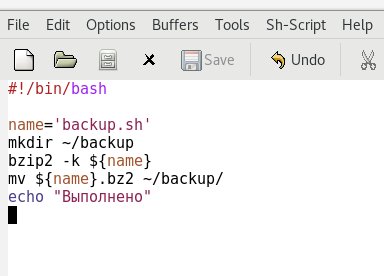 File Edit Options Buffers Tools Sh-Script Help
Save Undo
#!/bin/bash
name='backup.sh'
mkdir ~/backup
bzip2 -k ${name}
mv ${name}.bz2 ~/backup/
echo "Выполнено"